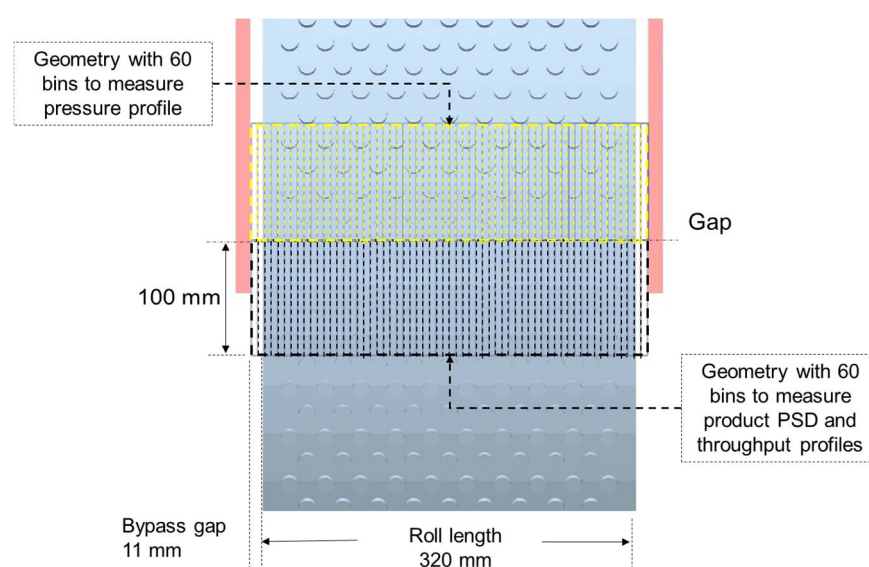 Geometry with 60
bins to measure
pressure profile
Gap
100 mm
Geometry with 60
bins to measure
product PSD and
throughput profiles
Bypass gap
11 mm
Roll length
320 mm